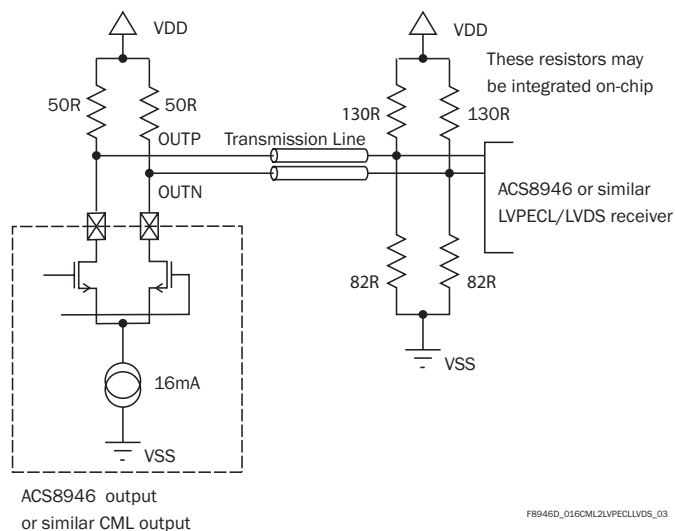 VDD
VDD
These resistors may
be integrated on-chip
50R
50R
130R
130R
OUTP
Transmission Line
OUTN
ACS8946 or similar
LVPECL/LVDS receiver
82R
82R
16mA
VSS
VSS
ACS8946 output
or similar CML output
F8946D_016CML2LVPECLLVDS_03